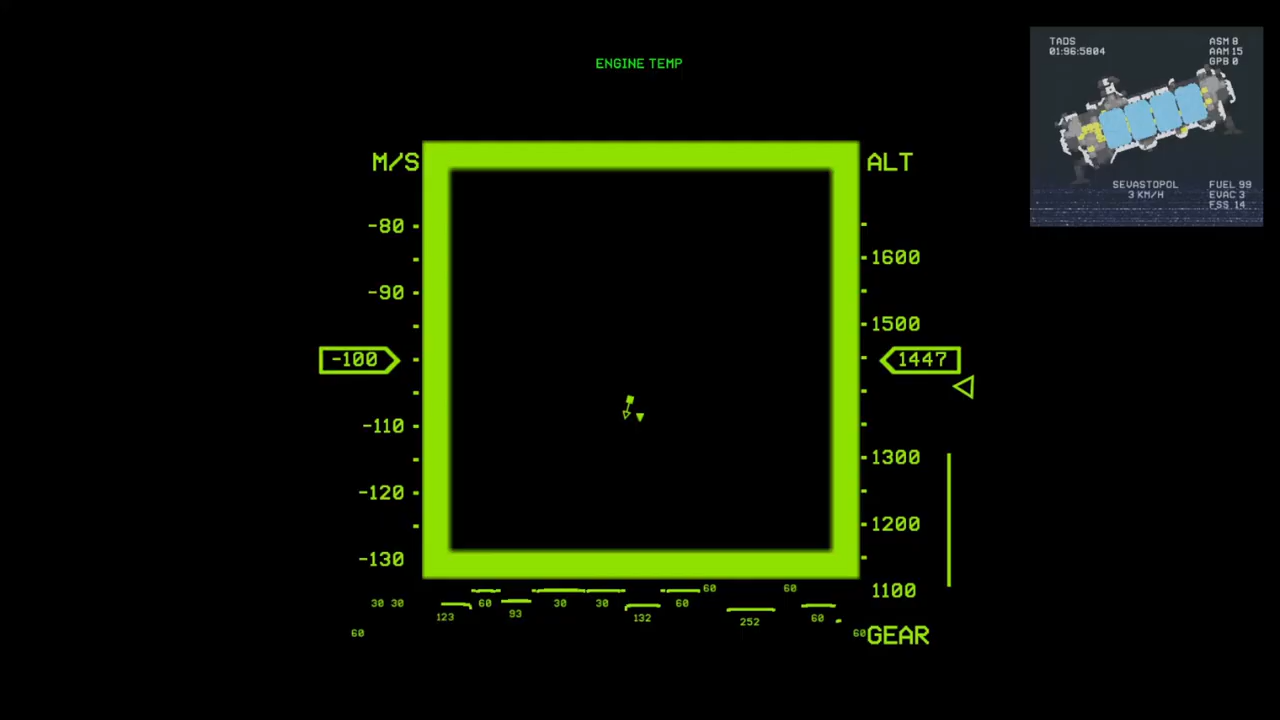 TADS
01:96:5804
ASM 8
AAM 15
GPB 0
ENGINE TEMP
M/S
ALT
-80
1600
-90
1500
-100
1447
-110
1300
-120
1200
-130
1100
SEVASTOPOL
3 KM/H
FUEL 99
EVAC 3
FSS 14
30 30
123
60
93
30
30
132
60
60
252
60
60
60
60
GEAR